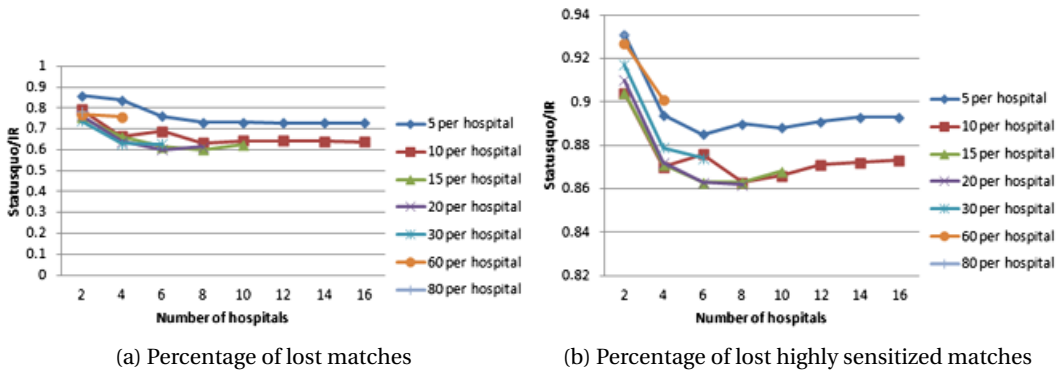 1
0.9
0.8
0.7
0.6
0.5
0.4
0.3
0.2
0.1
0
Statusquo/IR
2 4 6 8 10 12 14 16
Number of hospitals
5 per hospital
10 per hospital
15 per hospital
20 per hospital
30 per hospital
60 per hospital
80 per hospital
(a) Percentage of lost matches
0.94
0.92
0.9
0.88
0.86
0.84
0.82
Statusquo/IR
2 4 6 8 10 12 14 16
Number of hospitals
5 per hospital
10 per hospital
15 per hospital
20 per hospital
30 per hospital
60 per hospital
80 per hospital
(b) Percentage of lost highly sensitized matches